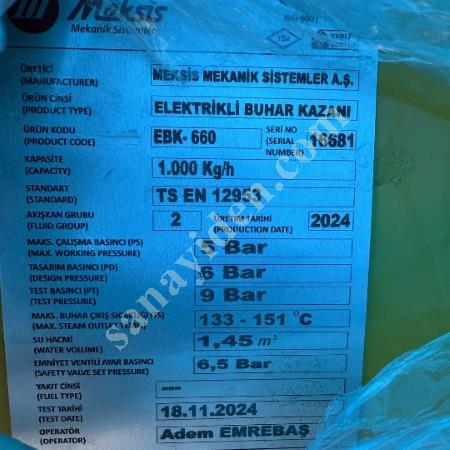 Meksis
Mekanik Sistemler
ISO 9001
TSE
YERLİ
ÜRETİCİ
(MANUFACTURER)
MEKSİS MEKANİK SİSTEMLER A.Ş.
ÜRÜN CİNSİ
(PRODUCT TYPE)
ELEKTRİKLİ BUHAR KAZANI
ÜRÜN KODU
(PRODUCT CODE)
EBK- 660
SERİ NO
(SERIAL
NUMBER)
16681
KAPASİTE
(CAPACITY)
1.000 Kg/h
STANDART
(STANDARD)
TS EN 12953
AKIŞKAN GRUBU
(FLUID GROUP)
2
ÜRETİM TARİHİ
(PRODUCTION DATE)
2024
MAKS. ÇALIŞMA BASINCI (PS)
(MAX. WORKING PRESSURE)
5 Bar
TASARIM BASINCI (PD)
(DESIGN PRESSURE)
6 Bar
TEST BASINCI (PT)
(TEST PRESSURE)
9 Bar
MAKS. BUHAR ÇIKIŞ SICAKLIĞI (TS)
(MAX. STEAM OUTLET TEMP.)
133 - 151 °C
SU HACMİ
(WATER VOLUME)
1,45 m³
EMNİYET VENTİLİ AYAR BASINCI
(SAFETY VALVE SET PRESSURE)
6,5 Bar
YAKIT CİNSİ
(FUEL TYPE)
---
TEST TARİHİ
(TEST DATE)
18.11.2024
OPERATÖR
(OPERATOR)
Adem EMREBAŞ
sanayiden.com